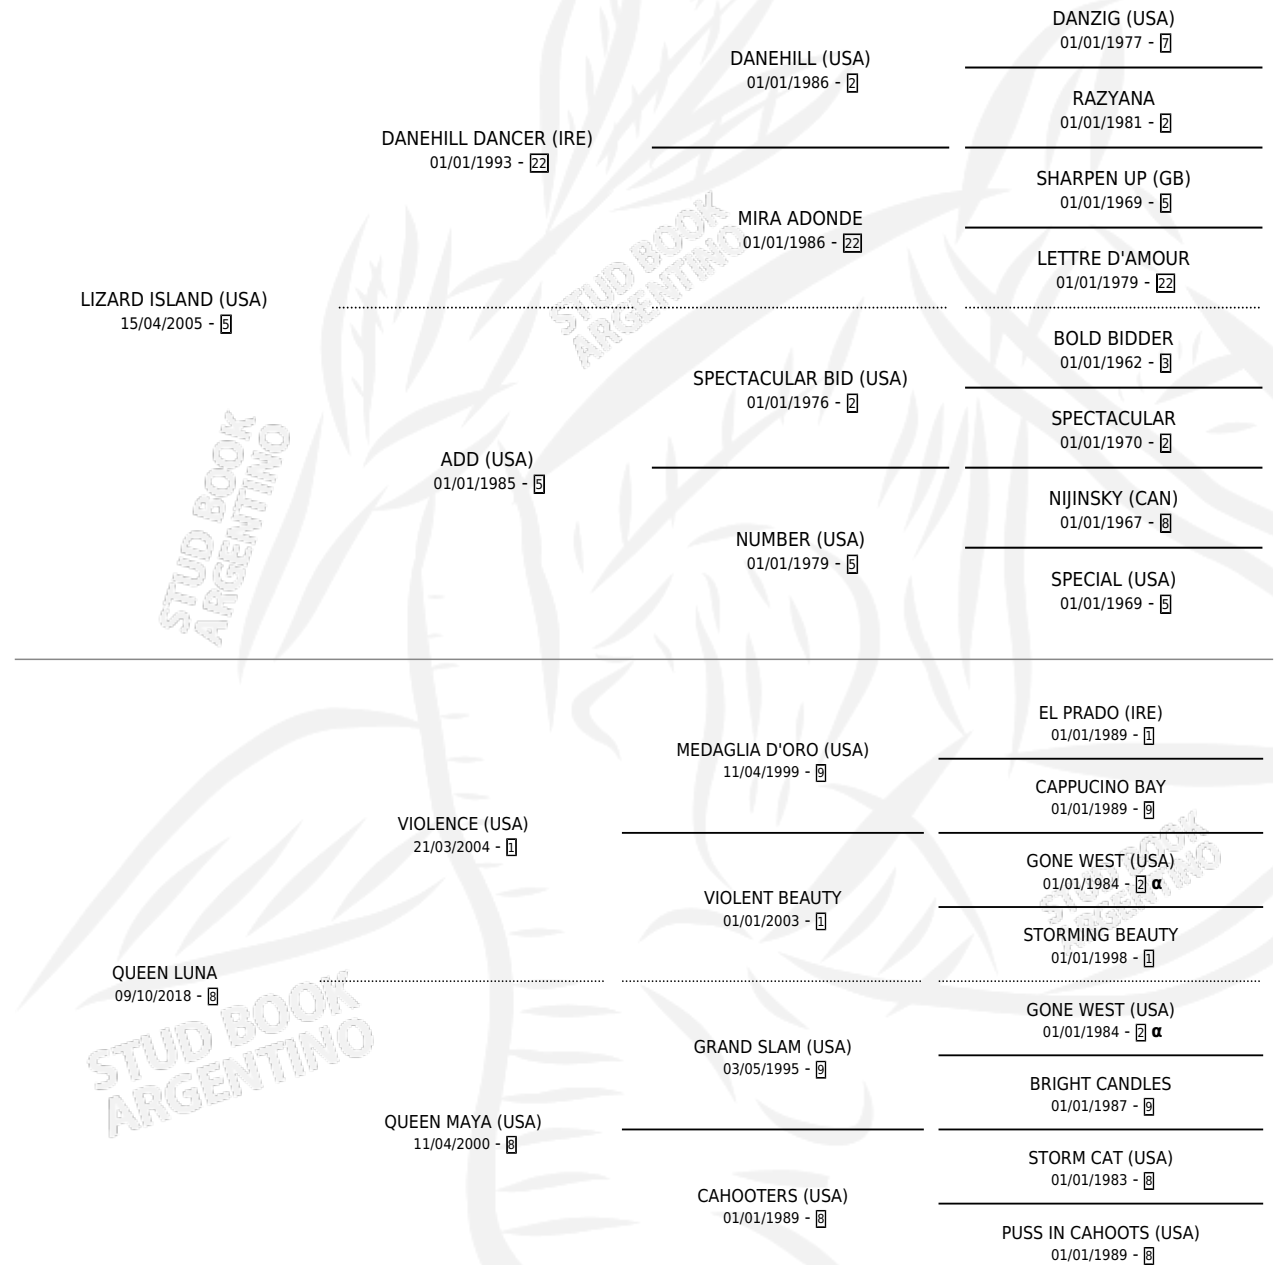 DANZIG (USA)
01/01/1977 - 7
DANEHILL (USA)
01/01/1986 - 2
RAZYANA
01/01/1981 - 2
DANEHILL DANCER (IRE)
01/01/1993 - 22
SHARPEN UP (GB)
01/01/1969 - 5
MIRA ADONDE
01/01/1986 - 22
LETTRE D'AMOUR
01/01/1979 - 22
LIZARD ISLAND (USA)
15/04/2005 - 5
BOLD BIDDER
01/01/1962 - 3
SPECTACULAR BID (USA)
01/01/1976 - 2
SPECTACULAR
01/01/1970 - 2
ADD (USA)
01/01/1985 - 5
NIJINSKY (CAN)
01/01/1967 - 8
NUMBER (USA)
01/01/1979 - 5
SPECIAL (USA)
01/01/1969 - 5
EL PRADO (IRE)
01/01/1989 - 1
MEDAGLIA D'ORO (USA)
11/04/1999 - 9
CAPPUCINO BAY
01/01/1989 - 9
VIOLENCE (USA)
21/03/2004 - 1
GONE WEST (USA)
01/01/1984 - 2 α
VIOLENT BEAUTY
01/01/2003 - 1
STORMING BEAUTY
01/01/1998 - 1
QUEEN LUNA
09/10/2018 - 8
GONE WEST (USA)
01/01/1984 - 2 α
GRAND SLAM (USA)
03/05/1995 - 9
BRIGHT CANDLES
01/01/1987 - 9
QUEEN MAYA (USA)
11/04/2000 - 8
STORM CAT (USA)
01/01/1983 - 8
CAHOOTERS (USA)
01/01/1989 - 8
PUSS IN CAHOOTS (USA)
01/01/1989 - 8
STUD BOOK
ARGENTINO
STUD BOOK
ARGENTINO
STUD BOOK
ARGENTINO
STUD BOOK
ARGENTINO